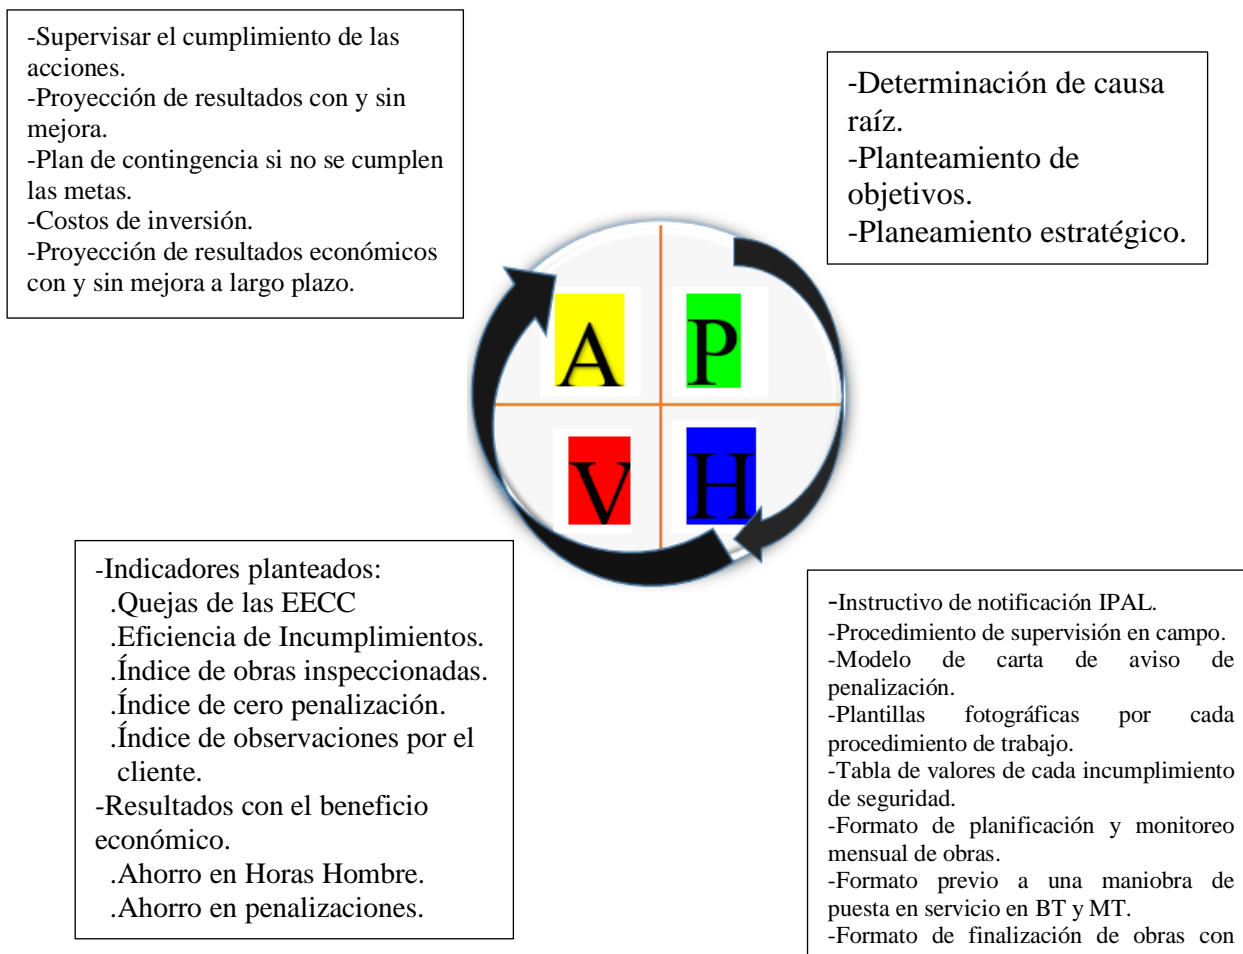 -Supervisar el cumplimiento de las
acciones.
-Proyección de resultados con y sin
mejora.
-Plan de contingencia si no se cumplen
las metas.
-Costos de inversión.
-Proyección de resultados económicos
con y sin mejora a largo plazo.
-Determinación de causa
raíz.
-Planteamiento de
objetivos.
-Planeamiento estratégico.
A
P
V
H
-Indicadores planteados:
.Quejas de las EECC
.Eficiencia de Incumplimientos.
.Índice de obras inspeccionadas.
.Índice de cero penalización.
.Índice de observaciones por el
cliente.
-Resultados con el beneficio
económico.
.Ahorro en Horas Hombre.
.Ahorro en penalizaciones.
-Instructivo de notificación IPAL.
-Procedimiento de supervisión en campo.
-Modelo de carta de aviso de
penalización.
-Plantillas fotográficas por cada
procedimiento de trabajo.
-Tabla de valores de cada incumplimiento
de seguridad.
-Formato de planificación y monitoreo
mensual de obras.
-Formato previo a una maniobra de
puesta en servicio en BT y MT.
-Formato de finalización de obras con